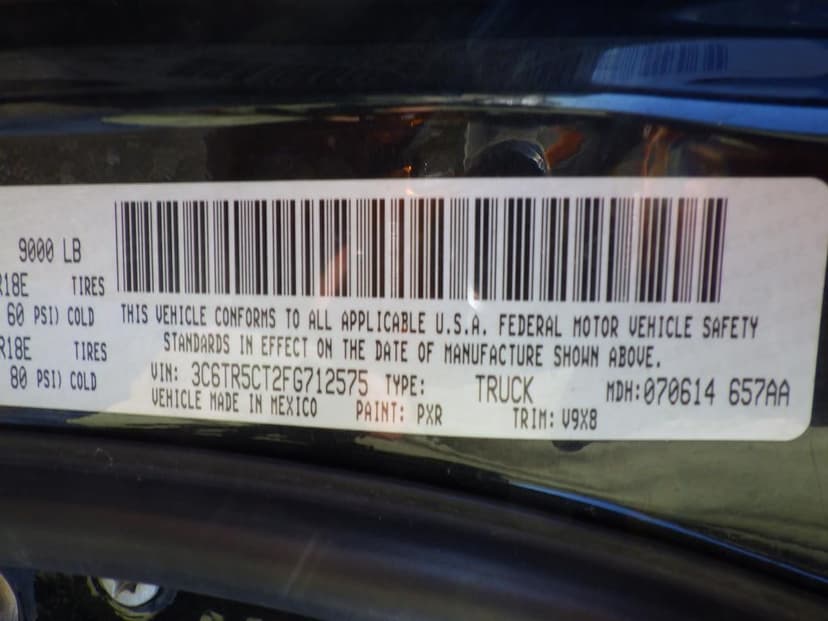 9000 LB
R18E TIRES
60 PSI) COLD
R18E TIRES
80 PSI) COLD
THIS VEHICLE CONFORMS TO ALL APPLICABLE U.S.A. FEDERAL MOTOR VEHICLE SAFETY
STANDARDS IN EFFECT ON THE DATE OF MANUFACTURE SHOWN ABOVE.
VIN: 3C6TR5CT2FG712575 TYPE: TRUCK MDH:070614 657AA
VEHICLE MADE IN MEXICO PAINT: PXR TRIM: V9X8